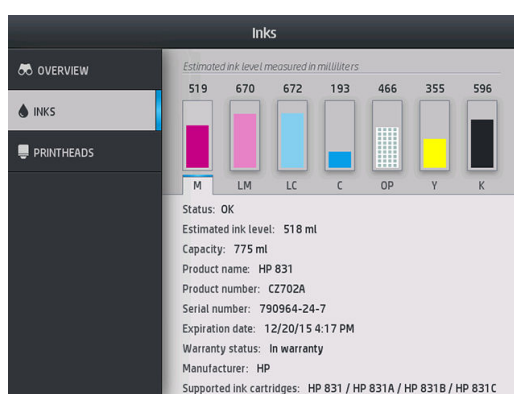 Inks
OVERVIEW
INKS
PRINTHEADS
Estimated ink level measured in milliliters
519 670 672 193 466 355 596
M LM LC C OP Y K
Status: OK
Estimated ink level: 518 ml
Capacity: 775 ml
Product name: HP 831
Product number: CZ702A
Serial number: 790964-24-7
Expiration date: 12/20/15 4:17 PM
Warranty status: In warranty
Manufacturer: HP
Supported ink cartridges: HP 831 / HP 831A / HP 831B / HP 831C